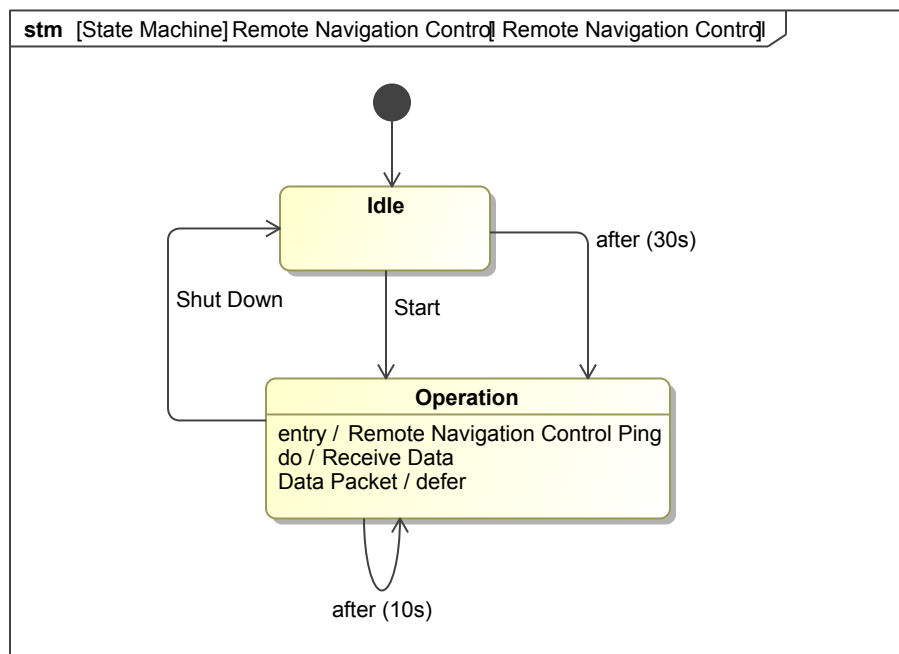 stm [State Machine] Remote Navigation Control[ Remote Navigation Control]
Idle
after (30s)
Shut Down
Start
Operation
entry / Remote Navigation Control Ping
do / Receive Data
Data Packet / defer
after (10s)